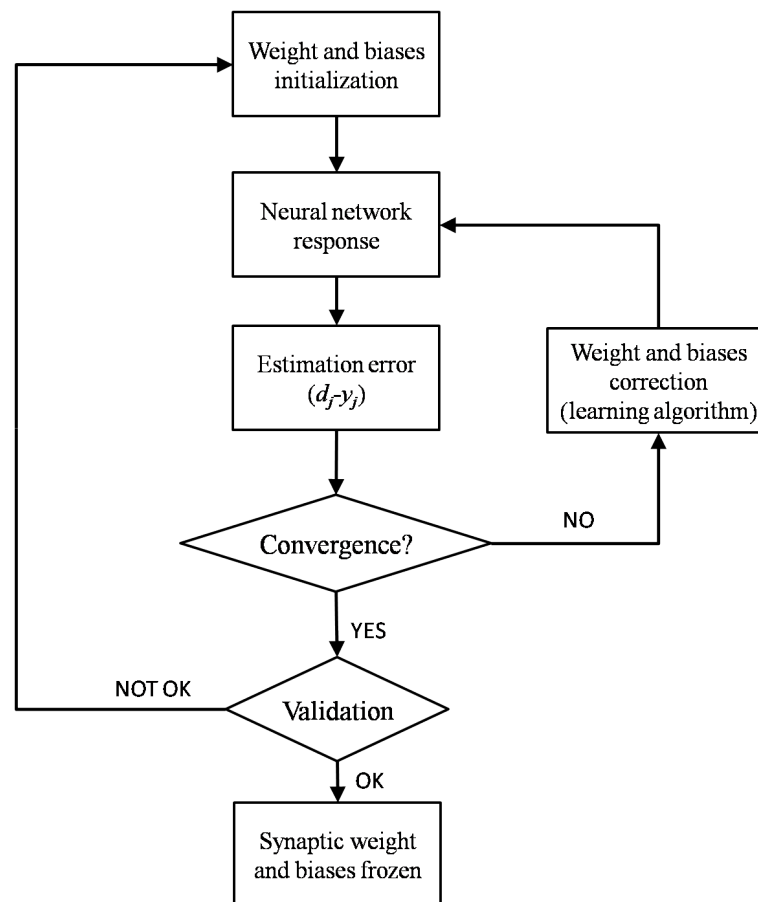 Weight and biases
initialization
Neural network
response
Estimation error
(dj-yj)
Weight and biases
correction
(learning algorithm)
Convergence?
NO
YES
NOT OK
Validation
OK
Synaptic weight
and biases frozen